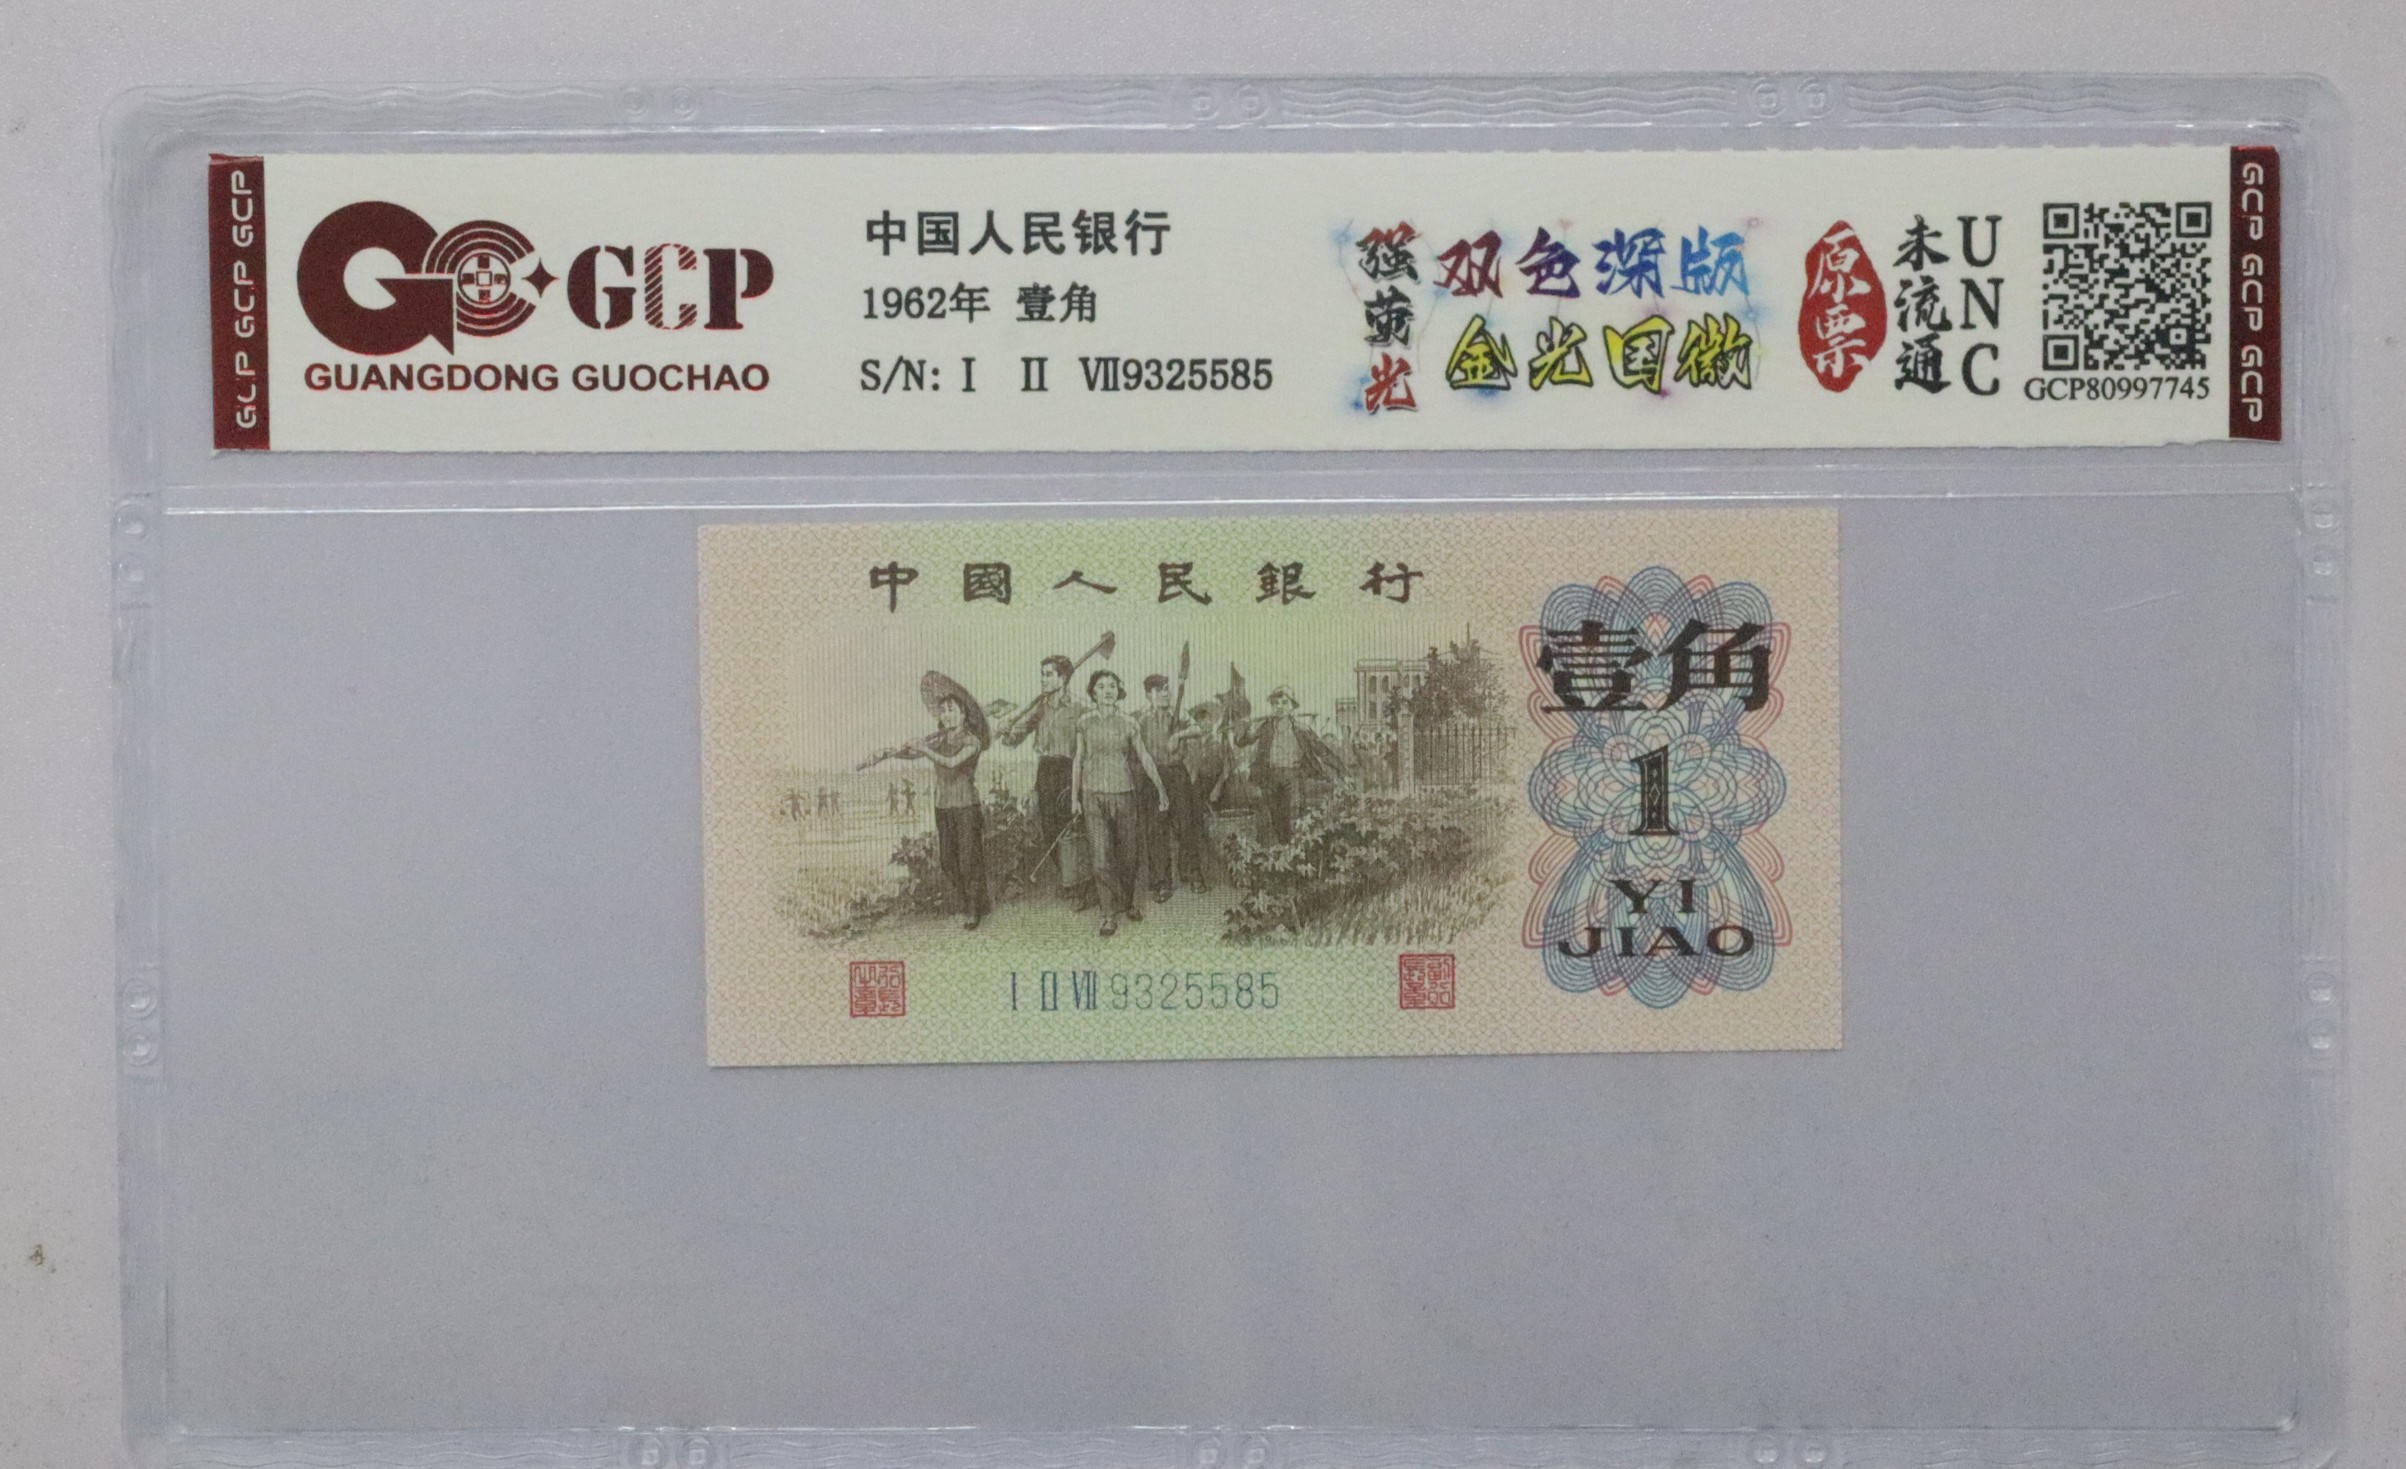 GCP GCP GCP
GCP
GUANGDONG GUOCHAO
中国人民银行
1962年 壹角
S/N: I II VII9325585
强荧光
双色深版
金光国徽
原票
未流通
UNC
GCP80997745
GCP GCP GCP
中國人民銀行
壹角
1
YI
JIAO
I II VII 9325585